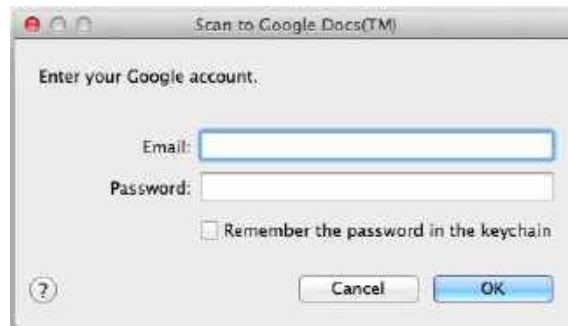 Scan to Google Docs(TM)
Enter your Google account.
Email:
Password:
Remember the password in the keychain
?
Cancel
OK